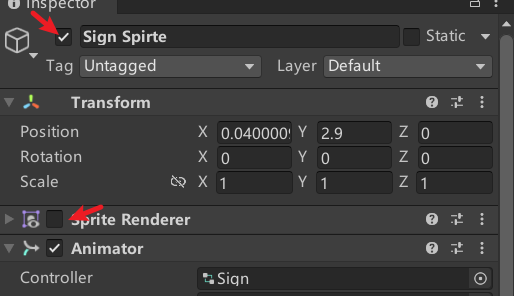 Inspector
Sign Spirte Static
Tag Untagged Layer Default
Transform
Position X 0.0400009 Y 2.9 Z 0
Rotation X 0 Y 0 Z 0
Scale X 1 Y 1 Z 1
Sprite Renderer
Animator
Controller Sign